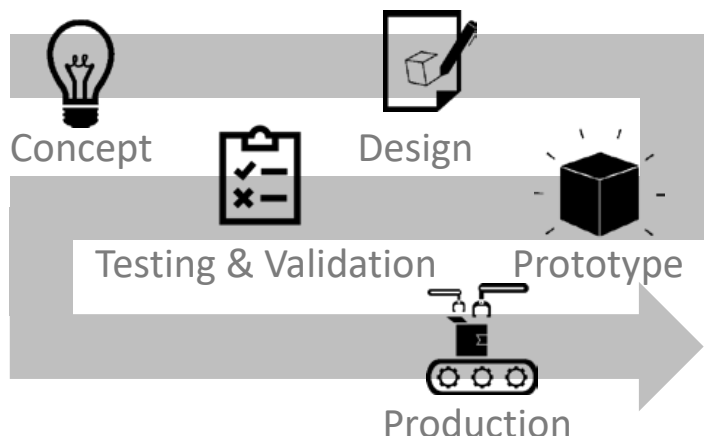 Concept
Design
Testing & Validation
Prototype
Production